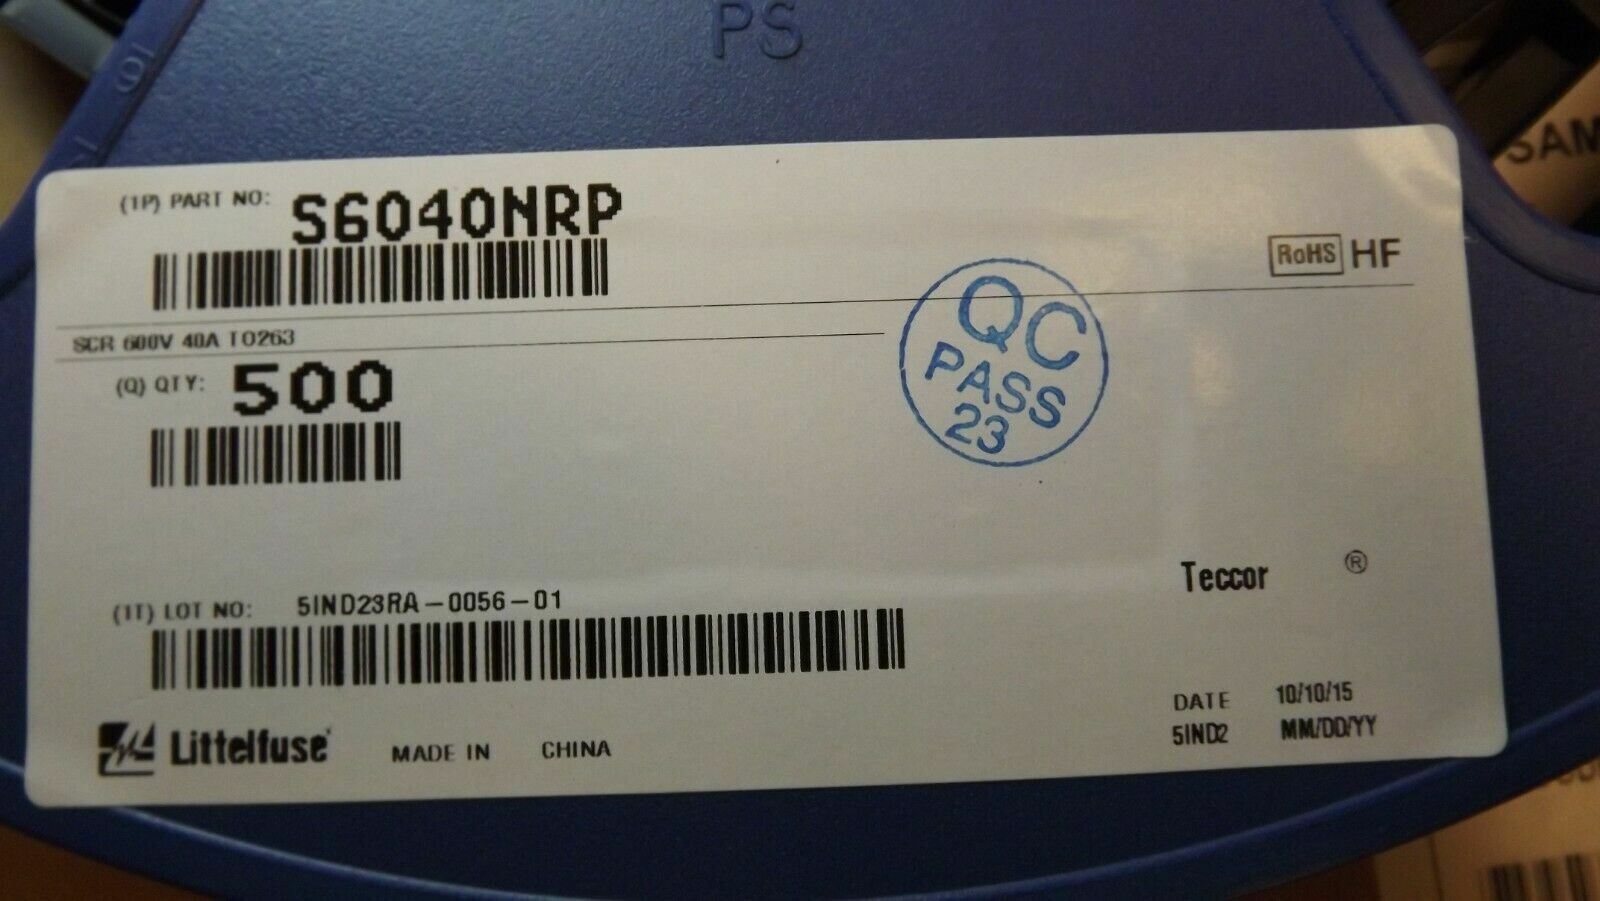 PS
(1P) PART NO: S6040NRP
RoHS HF
SCR 600V 40A TO263
(Q) QTY: 500
QC
PASS
23
(1T) LOT NO: 5IND23RA-0056-01
Teccor ®
Littelfuse MADE IN CHINA
DATE 10/10/15
5IND2 MM/DD/YY
SAM